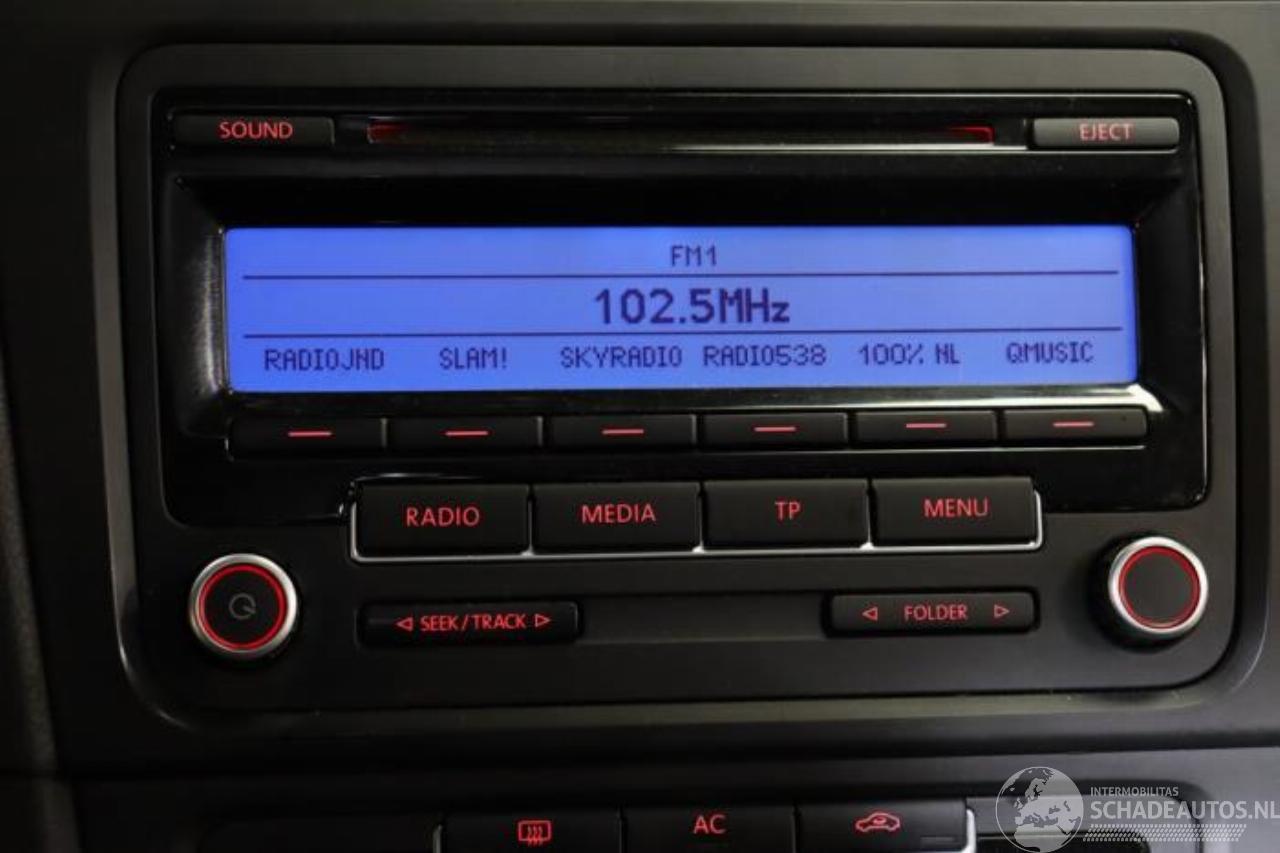 SOUND EJECT
FM1
102.5MHz
RADIOJND SLAM! SKYRADIO RADIO538 100% NL QMUSIC
RADIO MEDIA TP MENU
SEEK/TRACK FOLDER
AC
INTERMOBILITAS
SCHADEAUTOS.NL